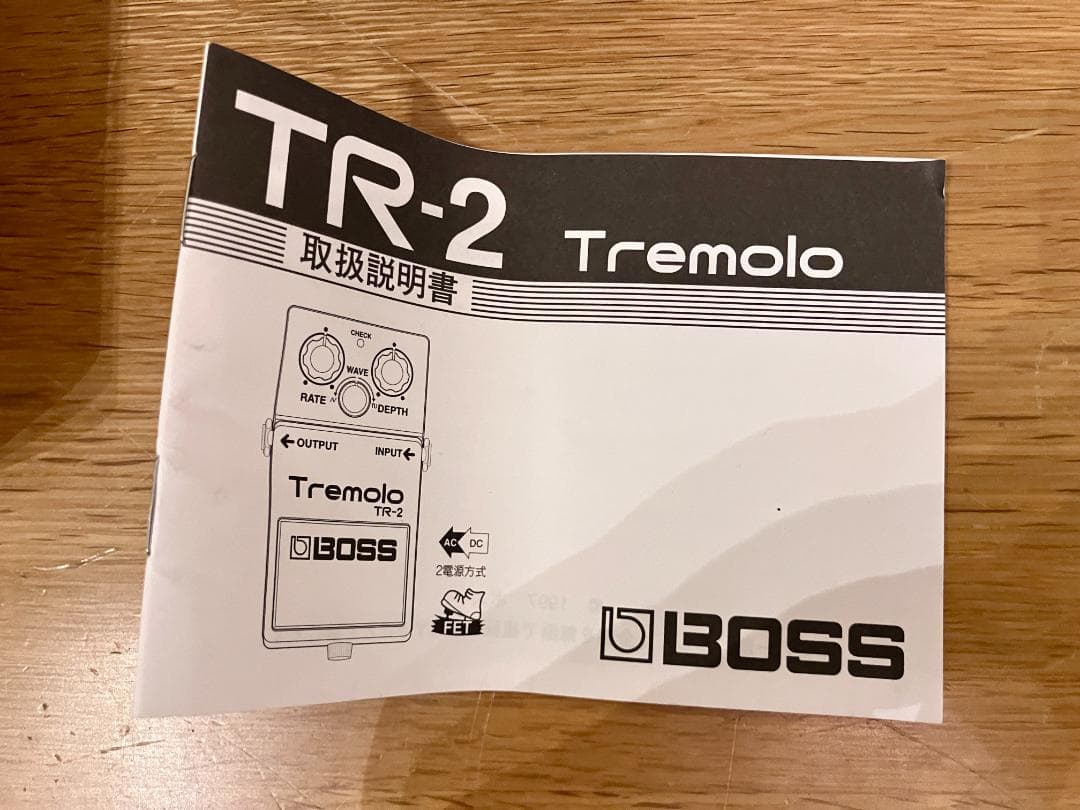 TR-2 Tremolo
取扱説明書
CHECK
WAVE
RATE DEPTH
OUTPUT INPUT
Tremolo
TR-2
BOSS
AC DC
2電源方式
FET
BOSS